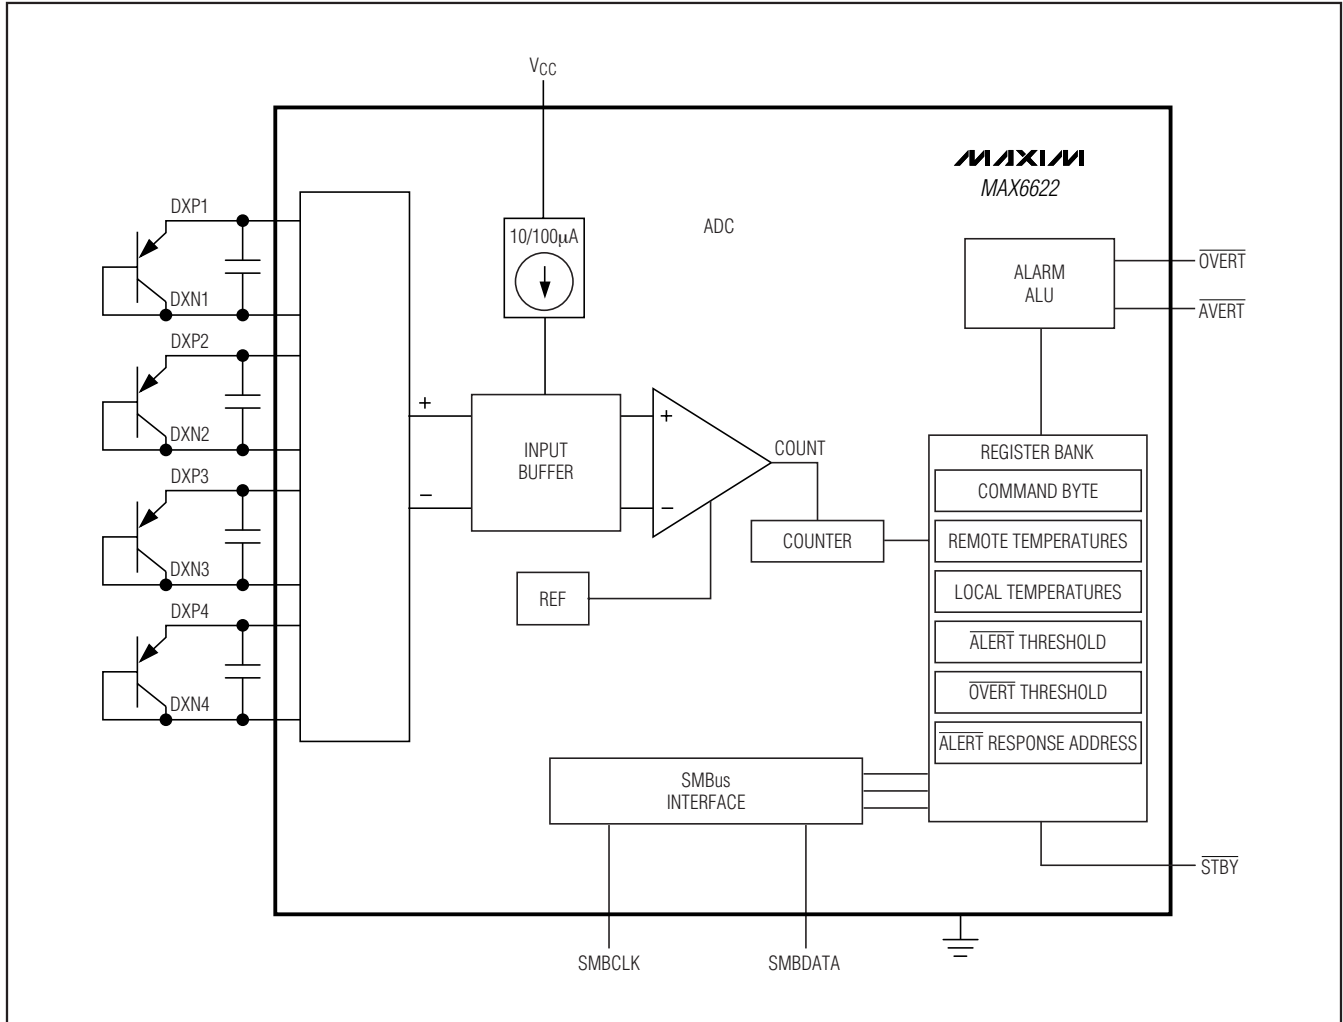 VCC
MAXIM
MAX6622
DXP1
10/100µA
ADC
ALARM
ALU
OVERT
AVERT
DXN1
DXP2
DXN2
+
−
INPUT
BUFFER
+
−
COUNT
COUNTER
REF
DXP3
DXN3
DXP4
DXN4
REGISTER BANK
COMMAND BYTE
REMOTE TEMPERATURES
LOCAL TEMPERATURES
ALERT THRESHOLD
OVERT THRESHOLD
ALERT RESPONSE ADDRESS
SMBus
INTERFACE
STBY
SMBCLK
SMBDATA